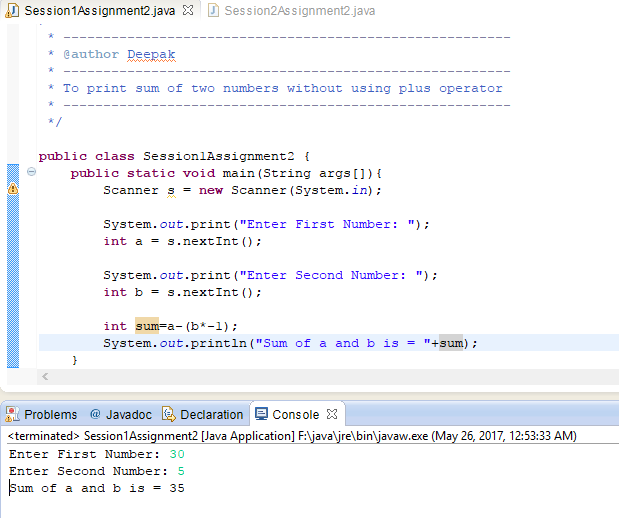 Session1Assignment2.java Session2Assignment2.java
* --------------------------------------------------------
* @author Deepak
* --------------------------------------------------------
* To print sum of two numbers without using plus operator
* --------------------------------------------------------
*/
public class Session1Assignment2 {
public static void main(String args[]){
Scanner s = new Scanner(System.in);
System.out.print("Enter First Number: ");
int a = s.nextInt();
System.out.print("Enter Second Number: ");
int b = s.nextInt();
int sum=a-(b*-1);
System.out.println("Sum of a and b is = "+sum);
}
Problems @ Javadoc Declaration Console
<terminated> Session1Assignment2 [Java Application] F:\java\jre\bin\javaw.exe (May 26, 2017, 12:53:33 AM)
Enter First Number: 30
Enter Second Number: 5
Sum of a and b is = 35